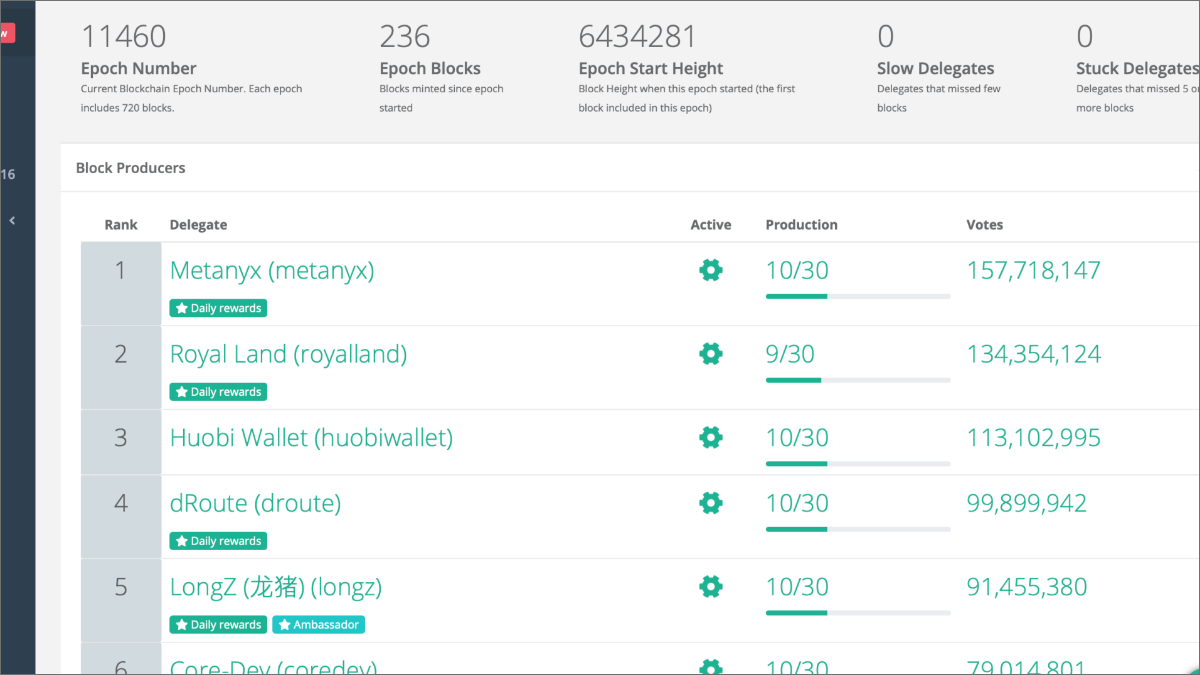 w
11460
236
6434281
0
0
Epoch Number
Epoch Blocks
Epoch Start Height
Slow Delegates
Stuck Delegates
Current Blockchain Epoch Number. Each epoch
includes 720 blocks.
Blocks minted since epoch
started
Block Height when this epoch started (the first
block included in this epoch)
Delegates that missed few
blocks
Delegates that missed 5 o
more blocks
16
Block Producers
Rank Delegate Active Production Votes
1 Metanyx (metanyx) 10/30 157,718,147
Daily rewards
2 Royal Land (royalland) 9/30 134,354,124
Daily rewards
3 Huobi Wallet (huobiwallet) 10/30 113,102,995
4 dRoute (droute) 10/30 99,899,942
Daily rewards
5 LongZ (龙猪) (longz) 10/30 91,455,380
Daily rewards Ambassador
6 Core-Dev (coredev) 10/30 79,014,801